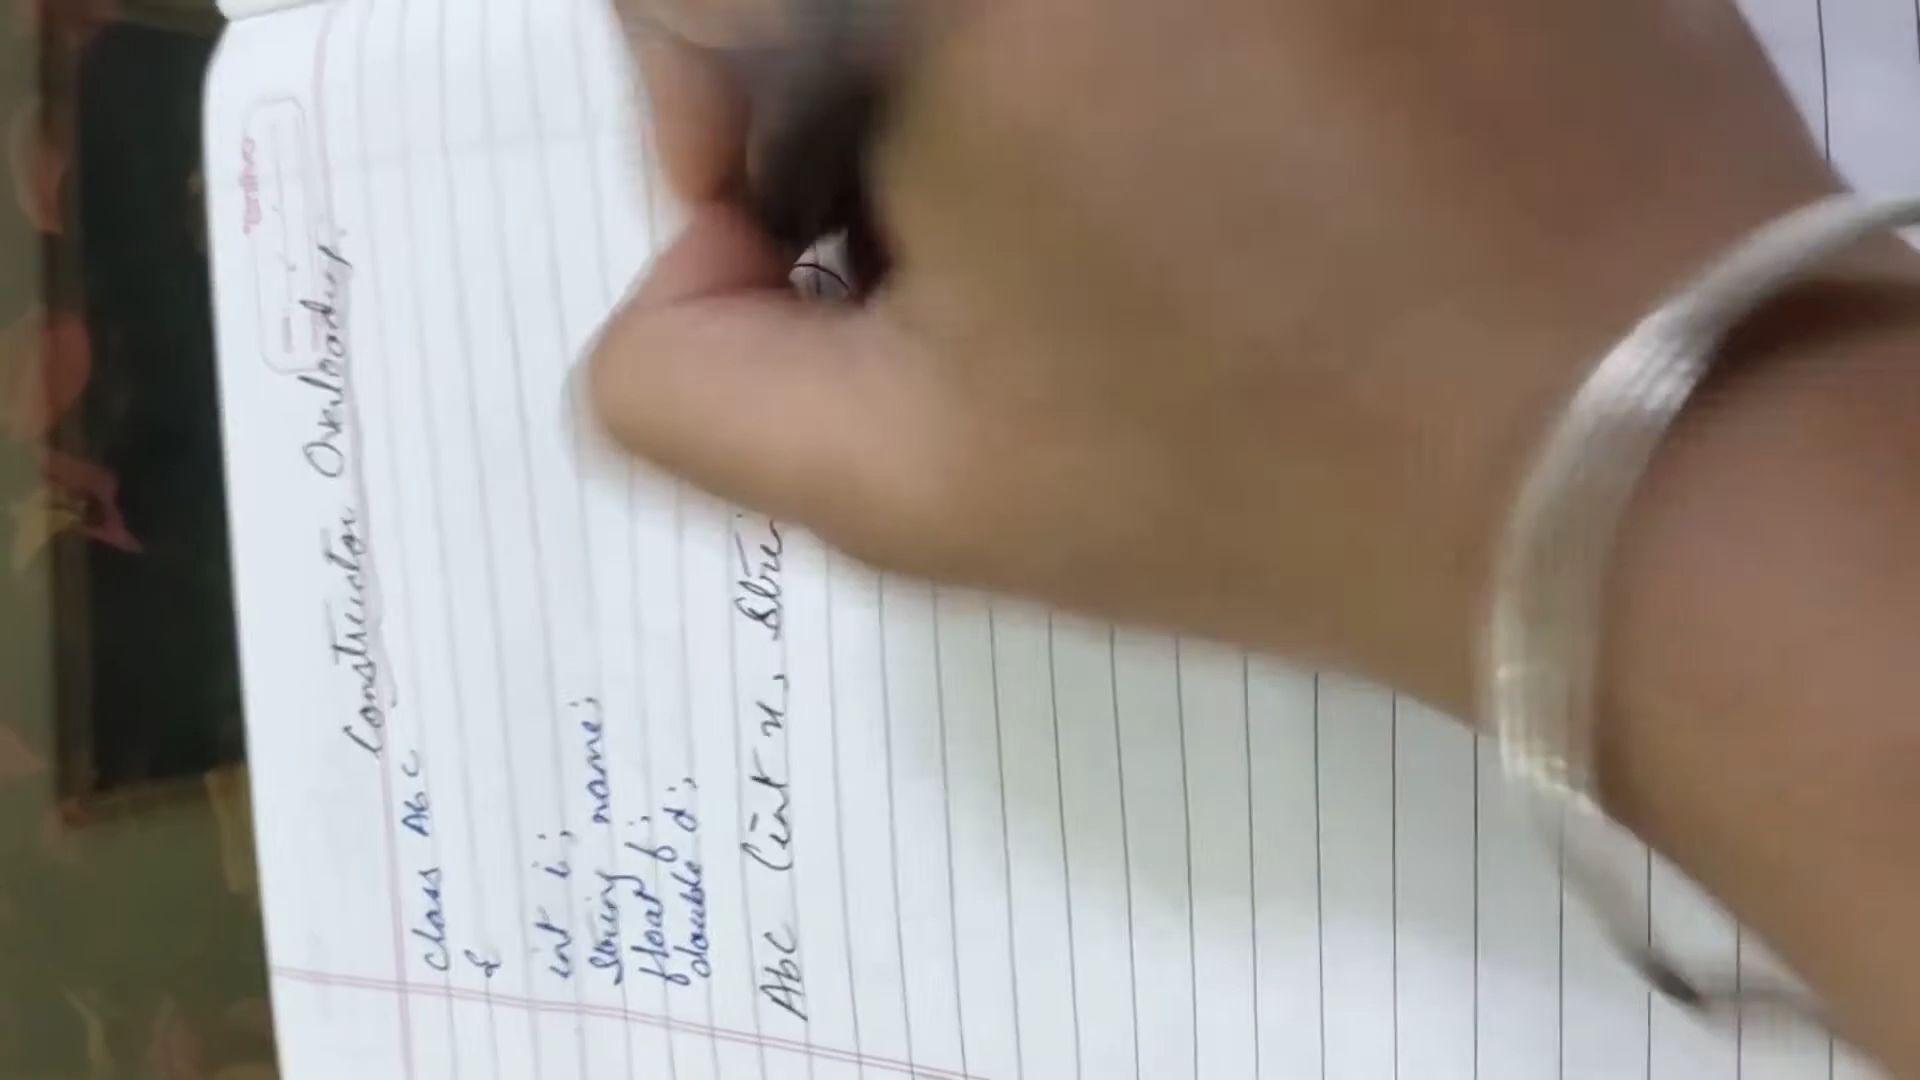 Constructor Overloading
class Abc
{
int i;
String name;
float f;
double d;
Abc (int x, Stri